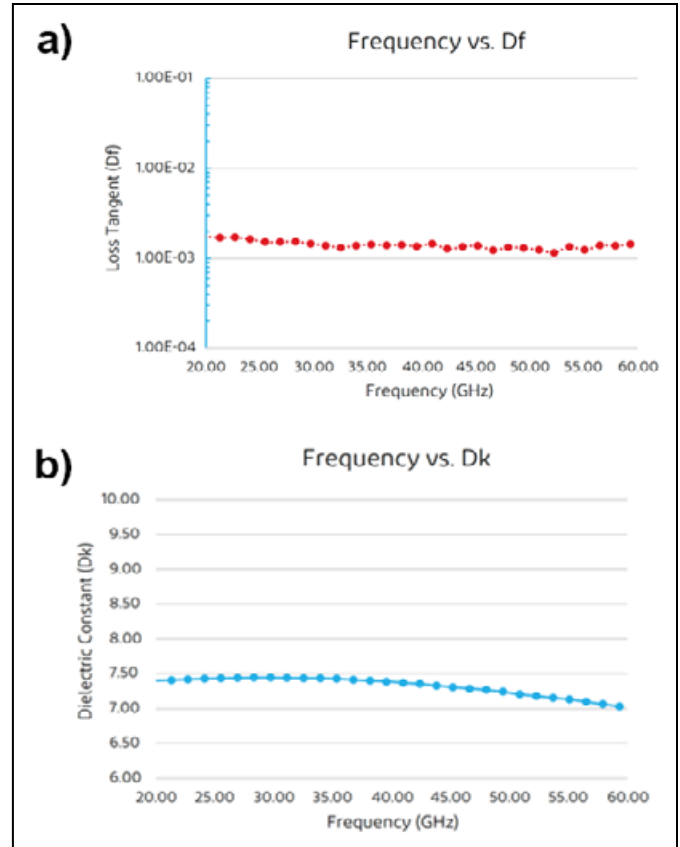 a)
Frequency vs. Df
1.00E-01
1.00E-02
1.00E-03
1.00E-04
Loss Tangent (Df)
20.00 25.00 30.00 35.00 40.00 45.00 50.00 55.00 60.00
Frequency (GHz)
b)
Frequency vs. Dk
10.00
9.50
9.00
8.50
8.00
7.50
7.00
6.50
6.00
Dielectric Constant (Dk)
20.00 25.00 30.00 35.00 40.00 45.00 50.00 55.00 60.00
Frequency (GHz)